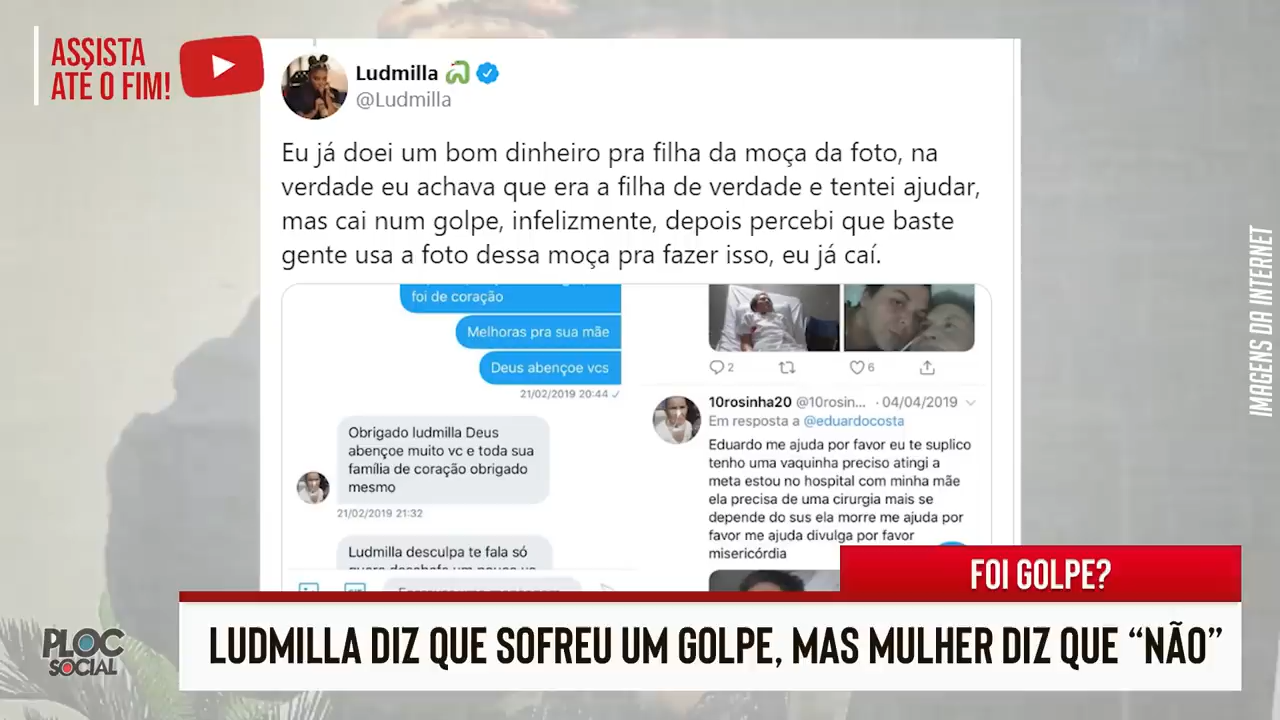 ASSISTA
ATÉ O FIM!
Ludmilla
@Ludmilla
Eu já doei um bom dinheiro pra filha da moça da foto, na
verdade eu achava que era a filha de verdade e tentei ajudar,
mas cai num golpe, infelizmente, depois percebi que baste
gente usa a foto dessa moça pra fazer isso, eu já caí.
foi de coração
Melhoras pra sua mãe
Deus abençoe vcs
21/02/2019 20:44
Obrigado ludmilla Deus
abençoe muito vc e toda sua
família de coração obrigado
mesmo
21/02/2019 21:32
Ludmilla desculpa te fala só
2
6
10rosinha20 @10rosin... · 04/04/2019
Em resposta a @eduardocosta
Eduardo me ajuda por favor eu te suplico
tenho uma vaquinha preciso atingi a
meta estou no hospital com minha mãe
ela precisa de uma cirurgia mais se
depende do sus ela morre me ajuda por
favor me ajuda divulga por favor
misericórdia
IMAGENS DA INTERNET
FOI GOLPE?
LUDMILLA DIZ QUE SOFREU UM GOLPE, MAS MULHER DIZ QUE “NÃO”
PLOC
SOCIAL